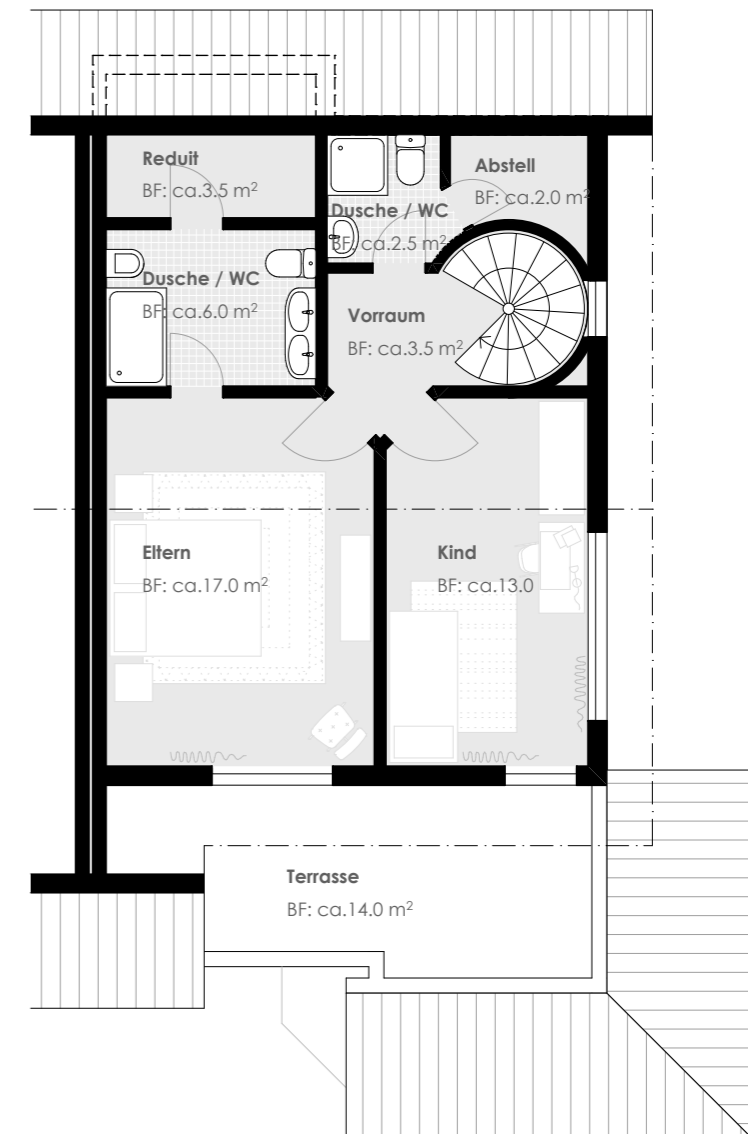 Reduit
BF: ca.3.5 m²
Abstell
BF: ca.2.0 m²
Dusche / WC
BF: ca.2.5 m²
Dusche / WC
BF: ca.6.0 m²
Vorraum
BF: ca.3.5 m²
Eltern
BF: ca.17.0 m²
Kind
BF: ca.13.0
Terrasse
BF: ca.14.0 m²